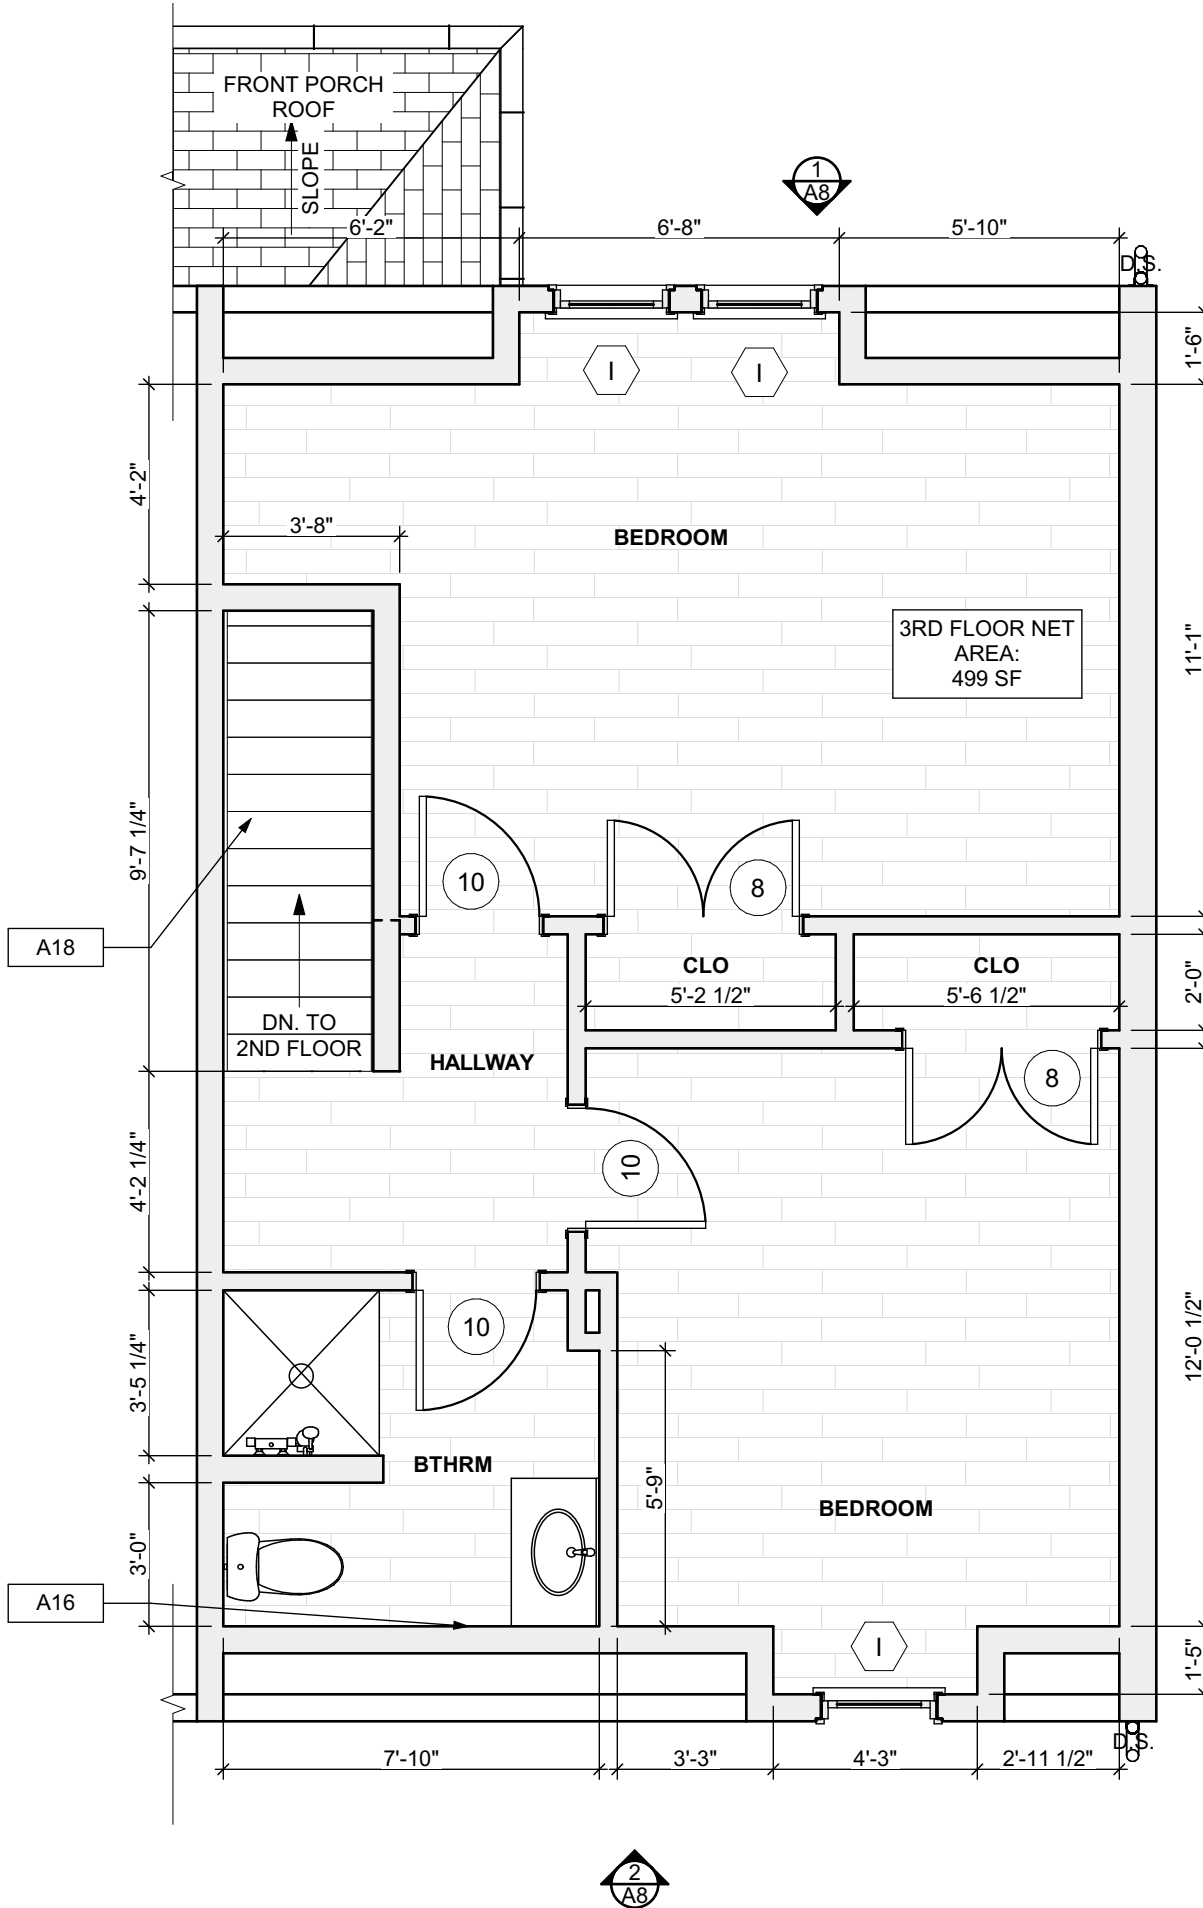 FRONT PORCH
ROOF
SLOPE
1
A8
6'-2"
6'-8"
5'-10"
D.S.
1'-6"
I
I
4'-2"
3'-8"
BEDROOM
3RD FLOOR NET
AREA:
499 SF
11'-1"
9'-7 1/4"
10
8
A18
CLO
5'-2 1/2"
CLO
5'-6 1/2"
2'-0"
DN. TO
2ND FLOOR
HALLWAY
8
4'-2 1/4"
10
10
3'-5 1/4"
12'-0 1/2"
BTHRM
5'-9"
BEDROOM
3'-0"
A16
I
1'-5"
D.S.
7'-10"
3'-3"
4'-3"
2'-11 1/2"
2
A8